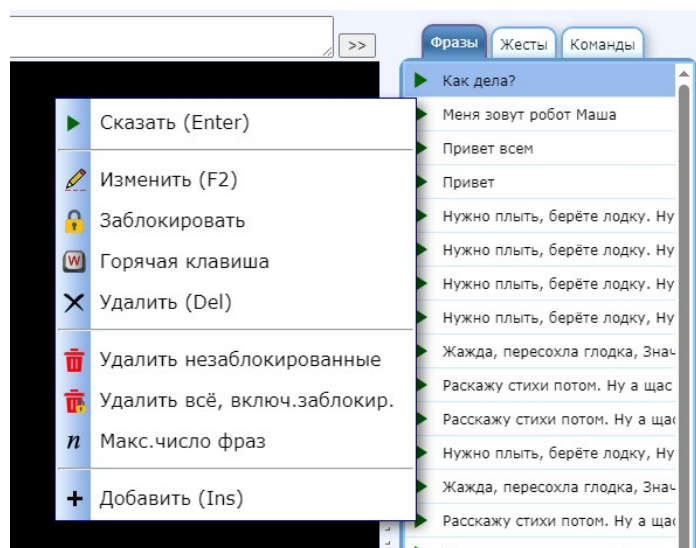 >>
Фразы Жесты Команды
Как дела?
Меня зовут робот Маша
Привет всем
Привет
Нужно плыть, берёте лодку. Ну
Нужно плыть, берёте лодку. Ну
Нужно плыть, берёте лодку. Ну
Нужно плыть, берёте лодку, Ну
Жажда, пересохла глодка, Знач
Раскажу стихи потом. Ну а щас
Расскажу стихи потом. Ну а щас
Нужно плыть, берёте лодку, Ну
Жажда, пересохла глодка, Знач
Расскажу стихи потом. Ну а щас
Сказать (Enter)
Изменить (F2)
Заблокировать
W Горячая клавиша
Удалить (Del)
Удалить незаблокированные
Удалить всё, включ.заблокир.
n Макс.число фраз
Добавить (Ins)